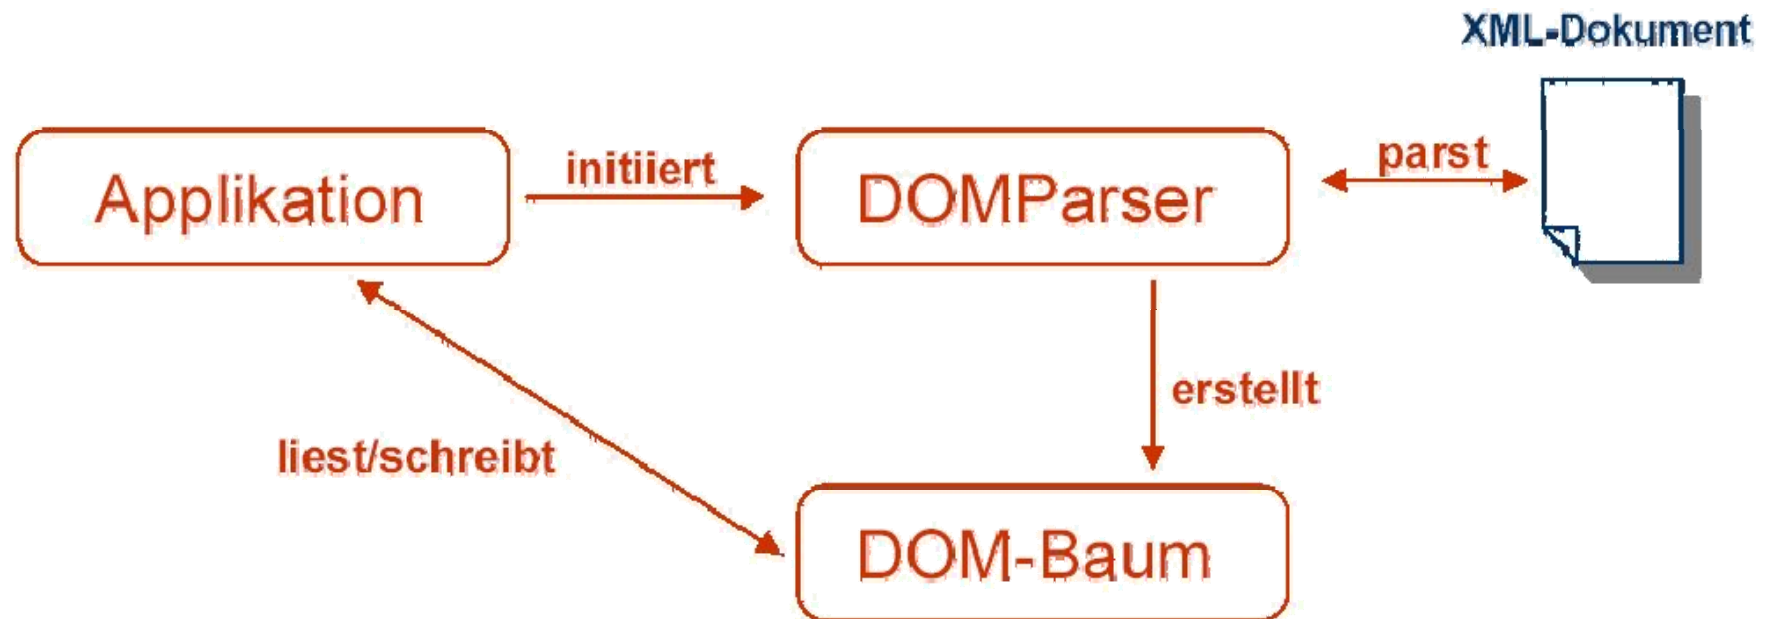 XML-Dokument
Applikation
initiiert
DOMParser
parst
erstellt
liest/schreibt
DOM-Baum